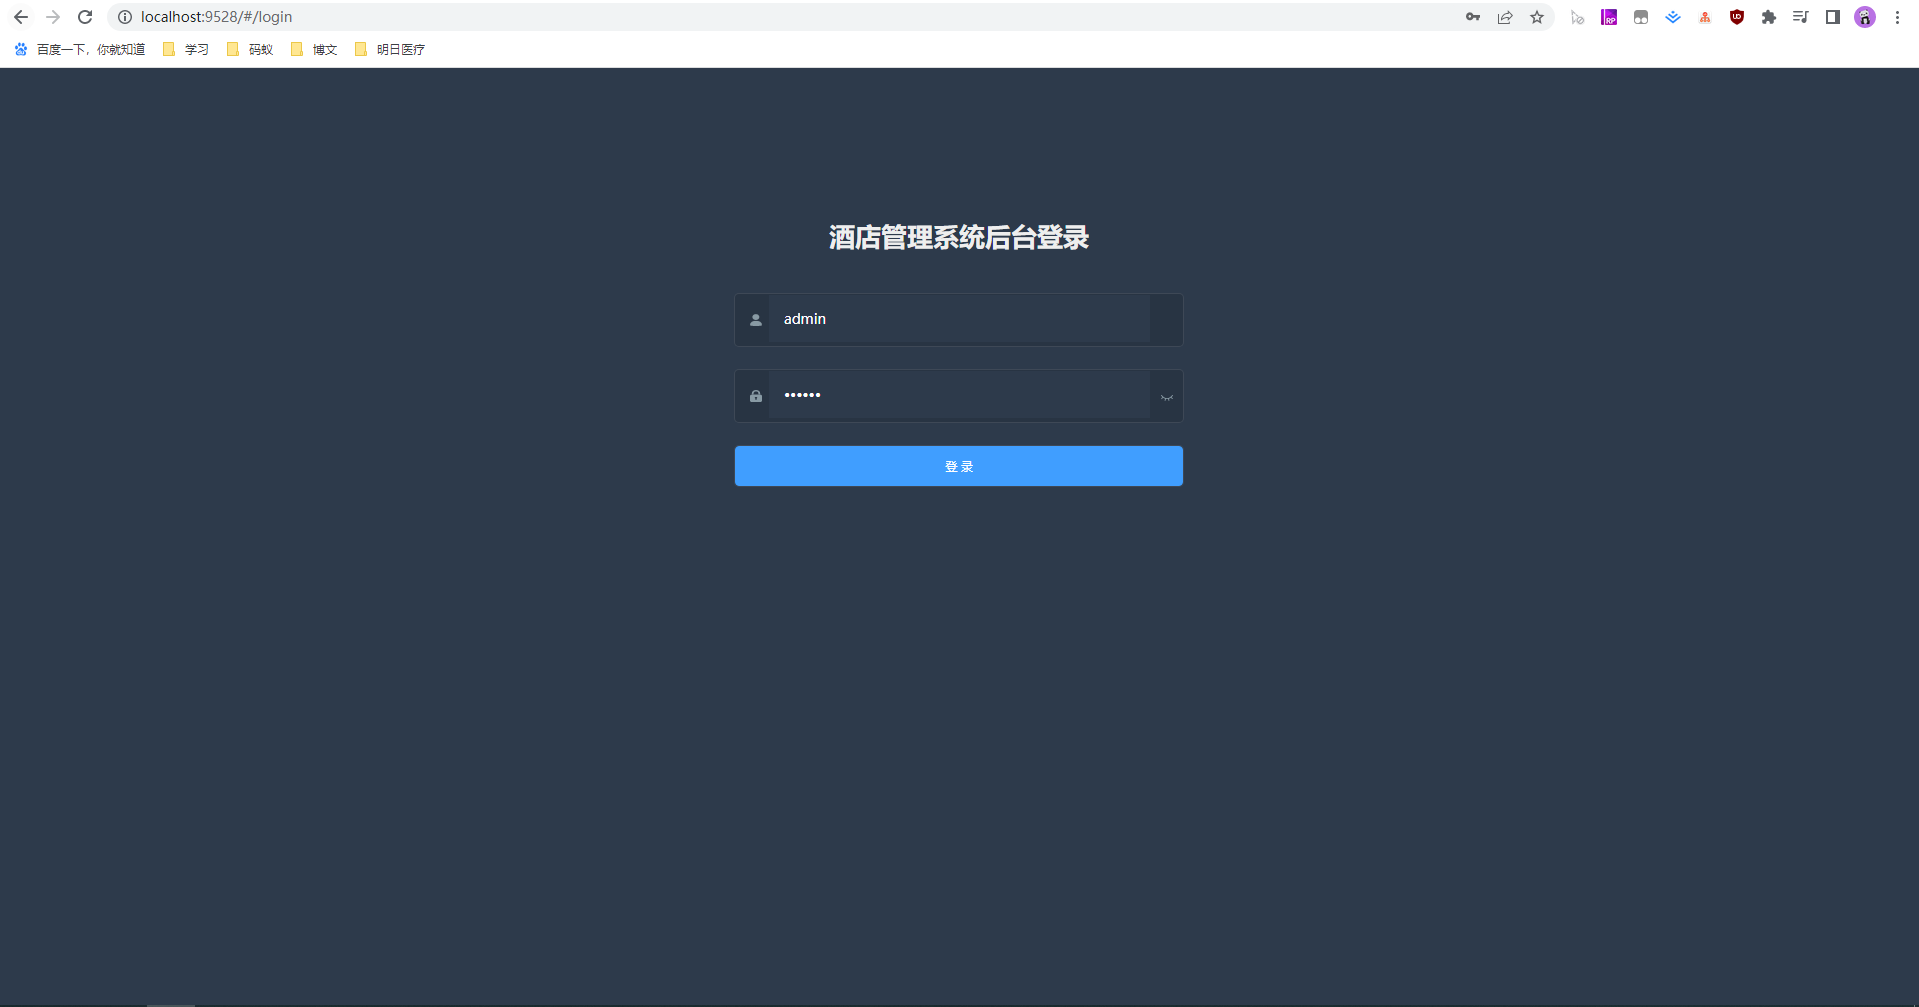 localhost:9528/#/login
百度一下，你就知道 学习 码蚁 博文 明日医疗
酒店管理系统后台登录
admin
••••••
登录